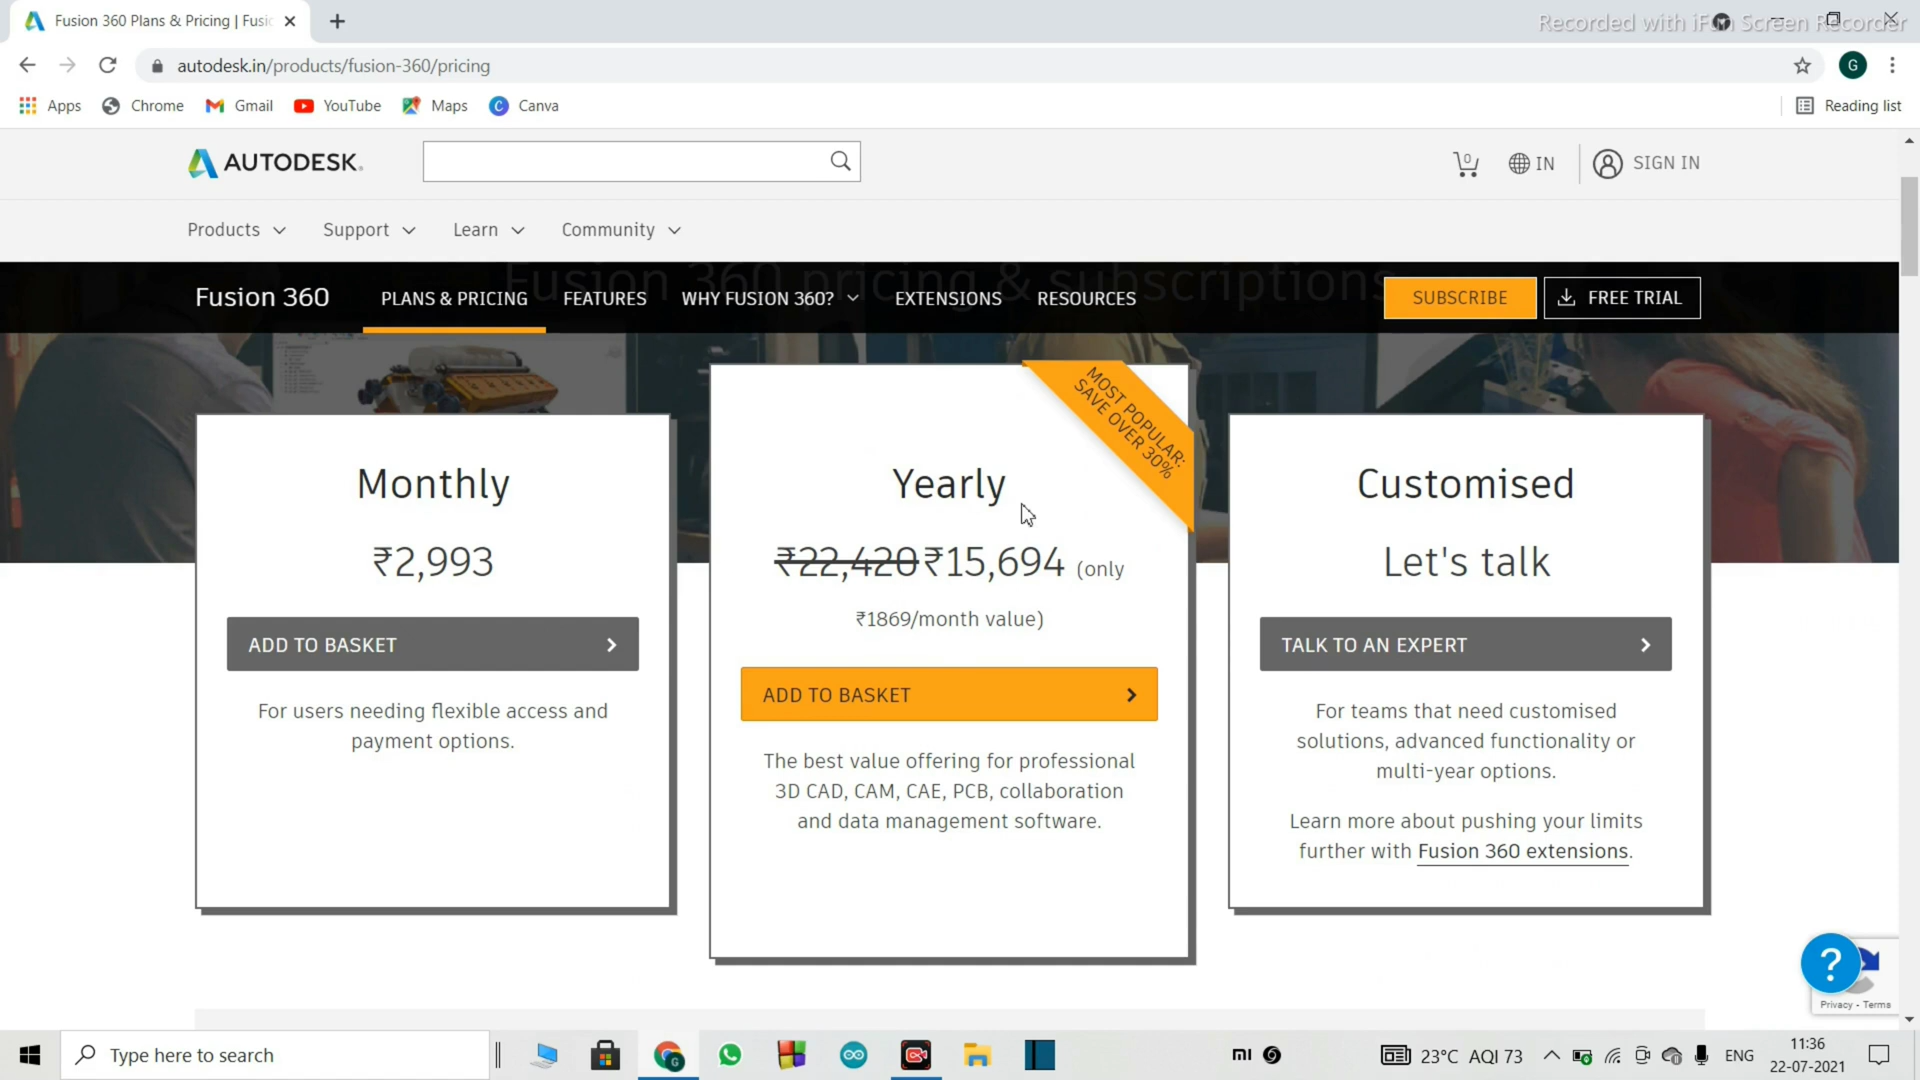 Fusion 360 Plans & Pricing | Fusic
Recorded with iFun Screen Recorder
autodesk.in/products/fusion-360/pricing
G
Apps
Chrome
Gmail
YouTube
Maps
Canva
Reading list
AUTODESK.
0
IN
SIGN IN
Products
Support
Learn
Community
Fusion 360 pricing & subscriptions
Fusion 360
PLANS & PRICING
FEATURES
WHY FUSION 360?
EXTENSIONS
RESOURCES
SUBSCRIBE
FREE TRIAL
Monthly
₹2,993
ADD TO BASKET
For users needing flexible access and
payment options.
MOST POPULAR:
SAVE OVER 30%
Yearly
₹22,420 ₹15,694 (only
₹1869/month value)
ADD TO BASKET
The best value offering for professional
3D CAD, CAM, CAE, PCB, collaboration
and data management software.
Customised
Let's talk
TALK TO AN EXPERT
For teams that need customised
solutions, advanced functionality or
multi-year options.
Learn more about pushing your limits
further with Fusion 360 extensions.
?
Privacy - Terms
Type here to search
mi
23°C AQI 73
ENG
11:36
22-07-2021